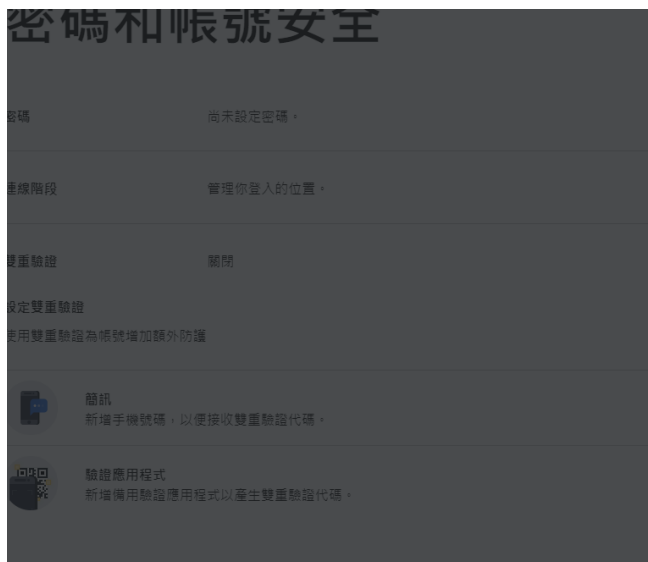 密碼和帳號安全
密碼
尚未設定密碼。
連線階段
管理你登入的位置。
雙重驗證
關閉
設定雙重驗證
使用雙重驗證為帳號增加額外防護
簡訊
新增手機號碼，以便接收雙重驗證代碼。
驗證應用程式
新增備用驗證應用程式以產生雙重驗證代碼。